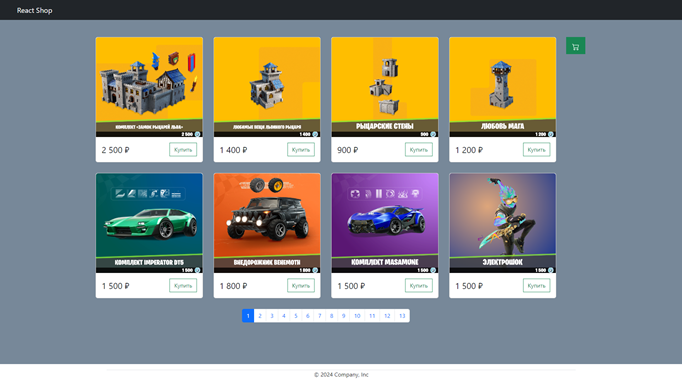 React Shop
КОМПЛЕКТ «ЗАМОК РЫЦАРЕЙ ЛЬВА»
2 500
2 500 ₽ Купить
ЛЮБИМЫЕ ВЕЩИ ЛЬВИНОГО РЫЦАРЯ
1 400
1 400 ₽ Купить
РЫЦАРСКИЕ СТЕНЫ
900
900 ₽ Купить
ЛЮБОВЬ МАГА
1 200
1 200 ₽ Купить
КОМПЛЕКТ IMPERATOR DT5
1 500
1 500 ₽ Купить
ВНЕДОРОЖНИК BEHEMOTH
1 800
1 800 ₽ Купить
КОМПЛЕКТ MASAMUNE
1 500
1 500 ₽ Купить
ЭЛЕКТРОШОК
1 500
1 500 ₽ Купить
1 2 3 4 5 6 7 8 9 10 11 12 13
© 2024 Company, Inc